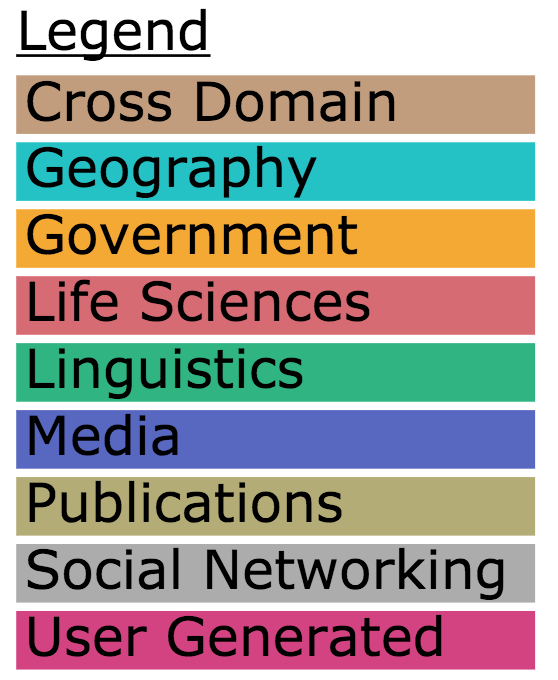 Legend
Cross Domain
Geography
Government
Life Sciences
Linguistics
Media
Publications
Social Networking
User Generated